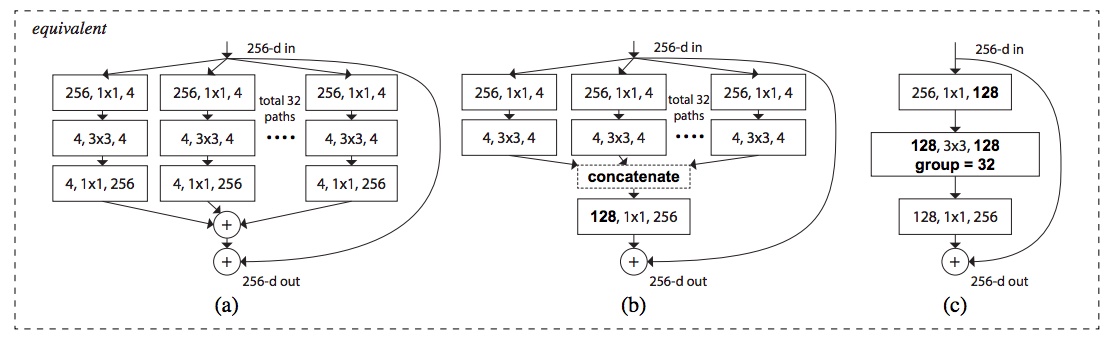 equivalent
256-d in
256, 1x1, 4
256, 1x1, 4
256, 1x1, 4
total 32
paths
....
4, 3x3, 4
4, 3x3, 4
4, 3x3, 4
4, 1x1, 256
4, 1x1, 256
4, 1x1, 256
+
+
256-d out
(a)
256-d in
256, 1x1, 4
256, 1x1, 4
256, 1x1, 4
total 32
paths
....
4, 3x3, 4
4, 3x3, 4
4, 3x3, 4
concatenate
128, 1x1, 256
+
256-d out
(b)
256-d in
256, 1x1, 128
128, 3x3, 128
group = 32
128, 1x1, 256
+
256-d out
(c)